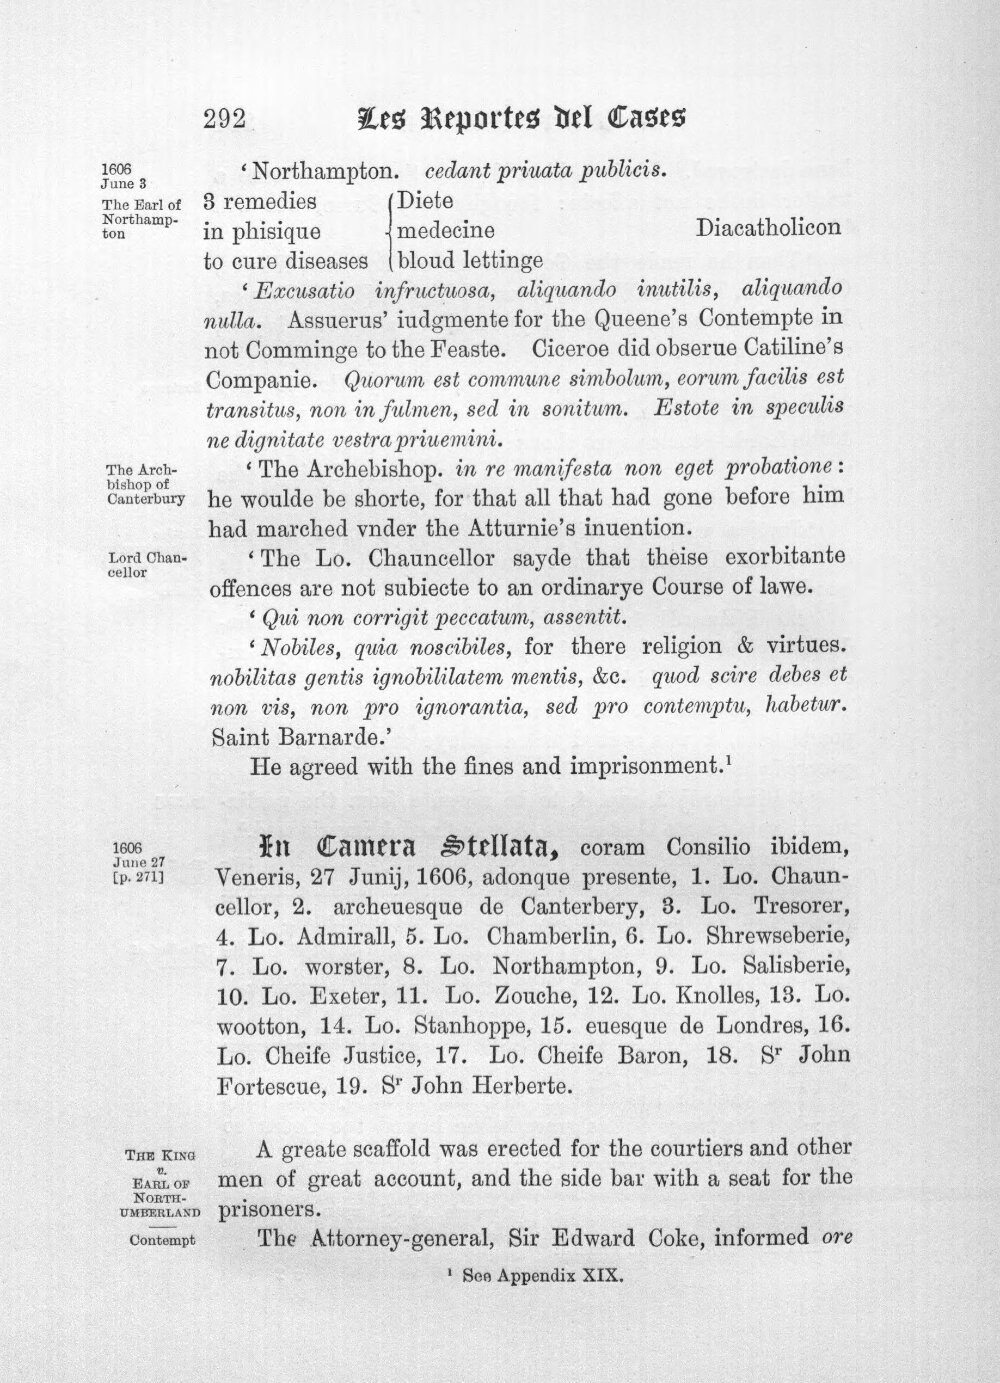 292 Les Reportes del Cases
1606
June 3
' Northampton. cedant priuata publicis.
The Earl of
Northamp-
ton
3 remedies { Diete
in phisique { medecine Diacatholicon
to cure diseases { bloud lettinge
' Excusatio infructuosa, aliquando inutilis, aliquando
nulla. Assuerus' iudgmente for the Queene's Contempte in
not Comminge to the Feaste. Ciceroe did obserue Catiline's
Companie. Quorum est commune simbolum, eorum facilis est
transitus, non in fulmen, sed in sonitum. Estote in speculis
ne dignitate vestra priuemini.
The Arch-
bishop of
Canterbury
' The Archebishop. in re manifesta non eget probatione :
he woulde be shorte, for that all that had gone before him
had marched vnder the Atturnie's inuention.
Lord Chan-
cellor
' The Lo. Chauncellor sayde that theise exorbitante
offences are not subiecte to an ordinarye Course of lawe.
' Qui non corrigit peccatum, assentit.
' Nobiles, quia noscibiles, for there religion & virtues.
nobilitas gentis ignobililatem mentis, &c. quod scire debes et
non vis, non pro ignorantia, sed pro contemptu, habetur.
Saint Barnarde.'
He agreed with the fines and imprisonment.¹
1606
June 27
[p. 271]
In Camera Stellata, coram Consilio ibidem,
Veneris, 27 Junij, 1606, adonque presente, 1. Lo. Chaun-
cellor, 2. archeuesque de Canterbery, 3. Lo. Tresorer,
4. Lo. Admirall, 5. Lo. Chamberlin, 6. Lo. Shrewseberie,
7. Lo. worster, 8. Lo. Northampton, 9. Lo. Salisberie,
10. Lo. Exeter, 11. Lo. Zouche, 12. Lo. Knolles, 13. Lo.
wootton, 14. Lo. Stanhoppe, 15. euesque de Londres, 16.
Lo. Cheife Justice, 17. Lo. Cheife Baron, 18. Sʳ John
Fortescue, 19. Sʳ John Herberte.
THE KING
v.
EARL OF
NORTH-
UMBERLAND
Contempt
A greate scaffold was erected for the courtiers and other
men of great account, and the side bar with a seat for the
prisoners.
The Attorney-general, Sir Edward Coke, informed ore
¹ See Appendix XIX.